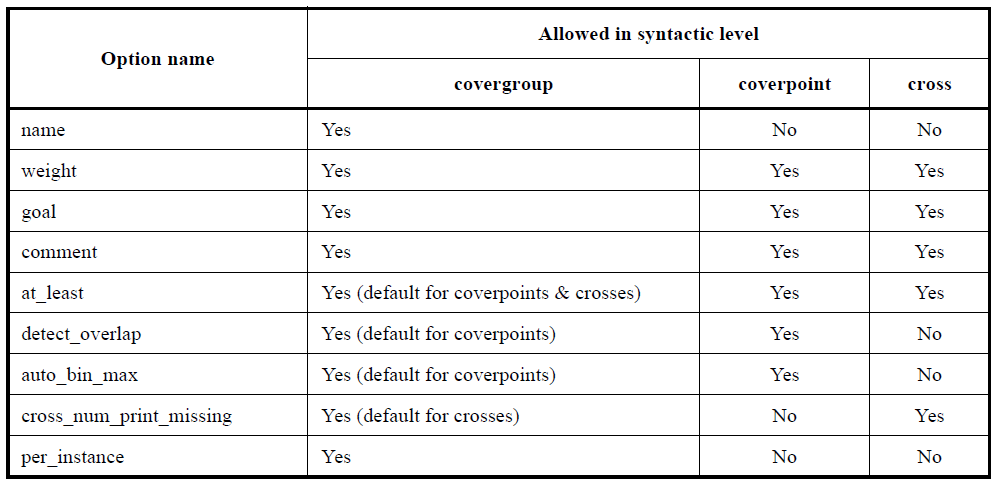 Option name
Allowed in syntactic level
covergroup coverpoint cross
name Yes No No
weight Yes Yes Yes
goal Yes Yes Yes
comment Yes Yes Yes
at_least Yes (default for coverpoints & crosses) Yes Yes
detect_overlap Yes (default for coverpoints) Yes No
auto_bin_max Yes (default for coverpoints) Yes No
cross_num_print_missing Yes (default for crosses) No Yes
per_instance Yes No No